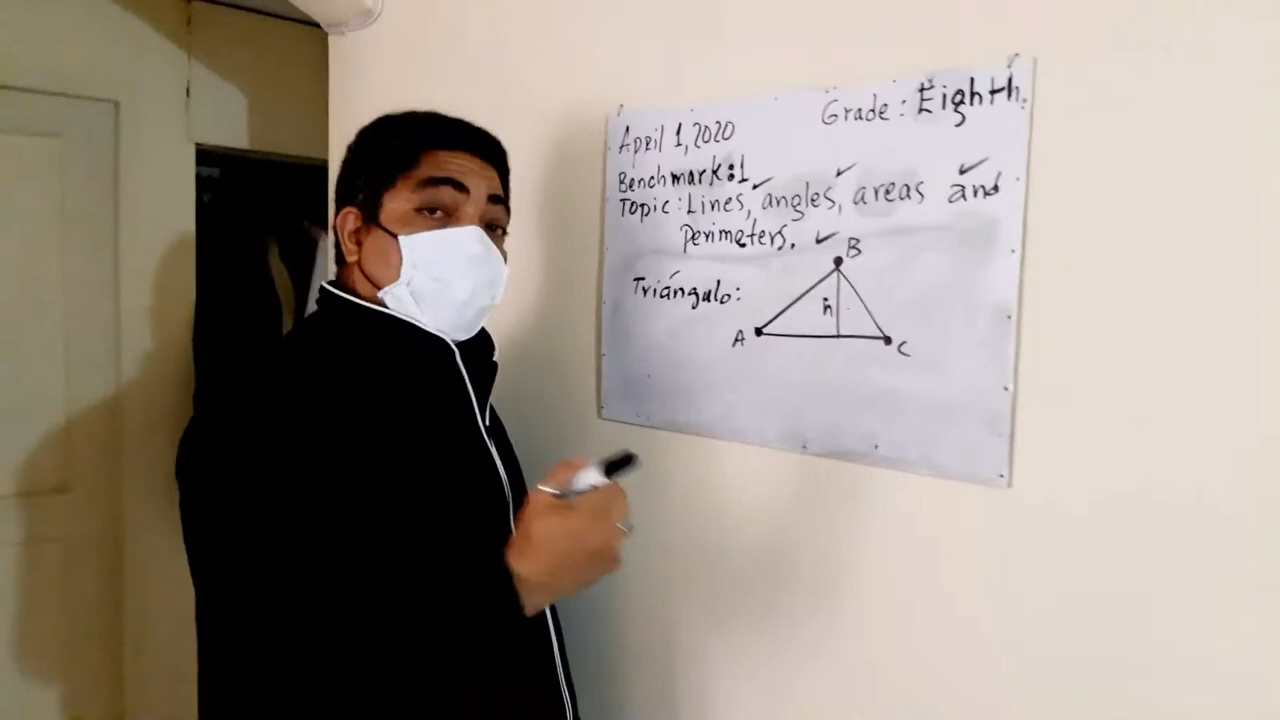 Grade: Eighth.
April 1, 2020
Benchmark:1
Topic: Lines, angles, areas and
perimeters.
Triángulo:
B
h
A
C